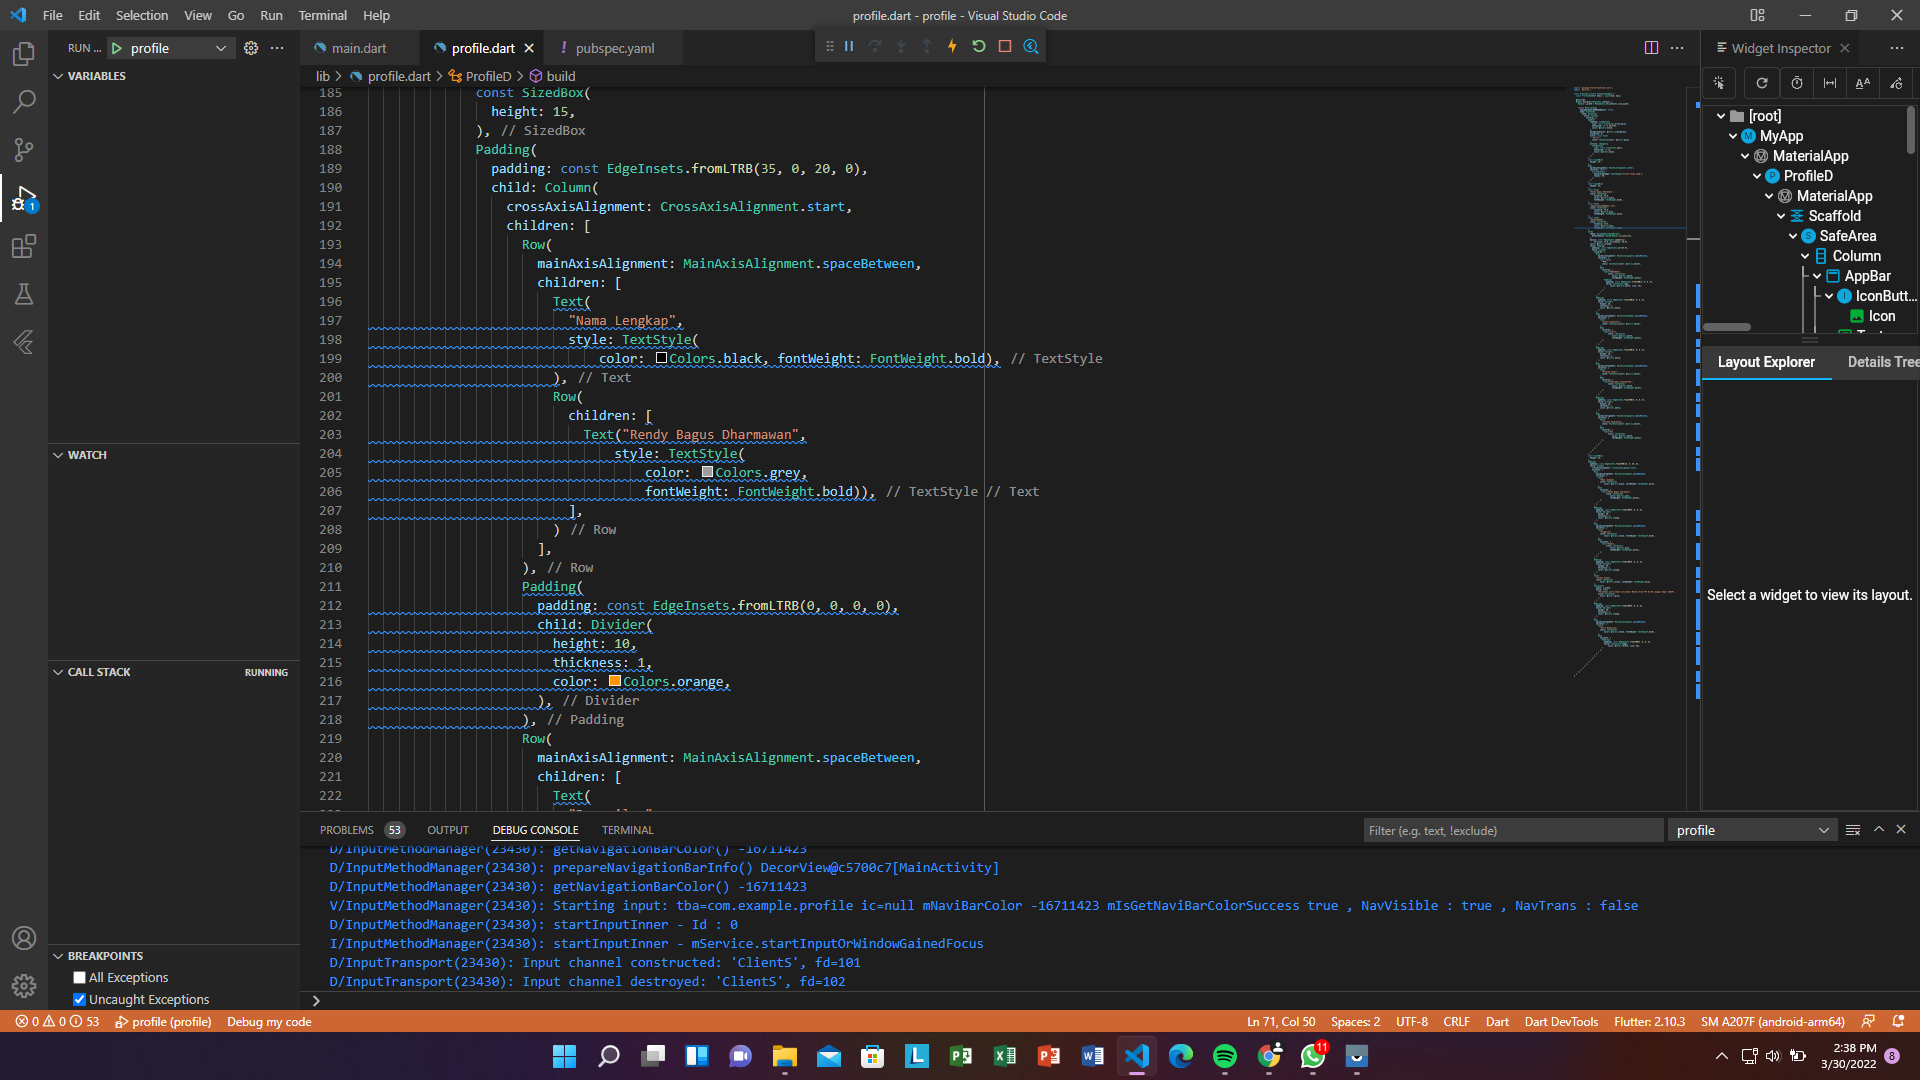 File Edit Selection View Go Run Terminal Help
profile.dart - profile - Visual Studio Code
RUN ... profile
main.dart profile.dart pubspec.yaml
Widget Inspector
lib > profile.dart > ProfileD > build
VARIABLES
WATCH
CALL STACK RUNNING
BREAKPOINTS
All Exceptions
Uncaught Exceptions
1
185 const SizedBox(
186 height: 15,
187 ), // SizedBox
188 Padding(
189 padding: const EdgeInsets.fromLTRB(35, 0, 20, 0),
190 child: Column(
191 crossAxisAlignment: CrossAxisAlignment.start,
192 children: [
193 Row(
194 mainAxisAlignment: MainAxisAlignment.spaceBetween,
195 children: [
196 Text(
197 "Nama Lengkap",
198 style: TextStyle(
199 color: Colors.black, fontWeight: FontWeight.bold), // TextStyle
200 ), // Text
201 Row(
202 children: [
203 Text("Rendy Bagus Dharmawan",
204 style: TextStyle(
205 color: Colors.grey,
206 fontWeight: FontWeight.bold)), // TextStyle // Text
207 ],
208 ) // Row
209 ],
210 ), // Row
211 Padding(
212 padding: const EdgeInsets.fromLTRB(0, 0, 0, 0),
213 child: Divider(
214 height: 10,
215 thickness: 1,
216 color: Colors.orange,
217 ), // Divider
218 ), // Padding
219 Row(
220 mainAxisAlignment: MainAxisAlignment.spaceBetween,
221 children: [
222 Text(
[root]
MyApp
MaterialApp
ProfileD
MaterialApp
Scaffold
SafeArea
Column
AppBar
IconButt...
Icon
Layout Explorer Details Tree
Select a widget to view its layout.
PROBLEMS 53 OUTPUT DEBUG CONSOLE TERMINAL
Filter (e.g. text, !exclude) profile
D/InputMethodManager(23430): getNavigationBarColor() -16711423
D/InputMethodManager(23430): prepareNavigationBarInfo() DecorView@c5700c7[MainActivity]
D/InputMethodManager(23430): getNavigationBarColor() -16711423
V/InputMethodManager(23430): Starting input: tba=com.example.profile ic=null mNaviBarColor -16711423 mIsGetNaviBarColorSuccess true , NavVisible : true , NavTrans : false
D/InputMethodManager(23430): startInputInner - Id : 0
I/InputMethodManager(23430): startInputInner - mService.startInputOrWindowGainedFocus
D/InputTransport(23430): Input channel constructed: 'ClientS', fd=101
D/InputTransport(23430): Input channel destroyed: 'ClientS', fd=102
0 0 53 profile (profile) Debug my code
Ln 71, Col 50 Spaces: 2 UTF-8 CRLF Dart Dart DevTools Flutter: 2.10.3 SM A207F (android-arm64)
11
2:38 PM
3/30/2022
8